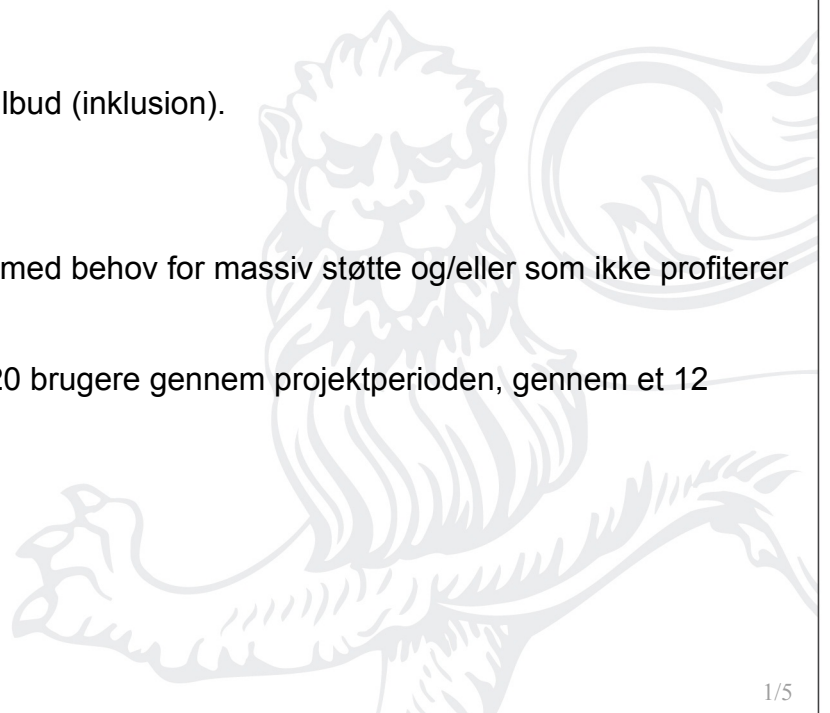 lbud (inklusion).
med behov for massiv støtte og/eller som ikke profiterer
20 brugere gennem projektperioden, gennem et 12
1/5